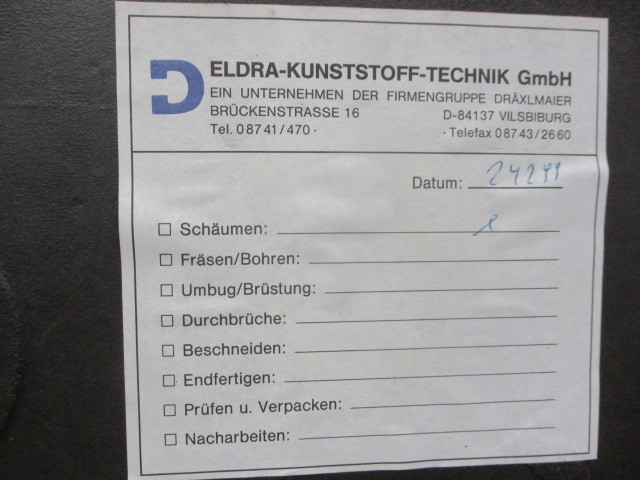 ELDRA-KUNSTSTOFF-TECHNIK GmbH
EIN UNTERNEHMEN DER FIRMENGRUPPE DRÄXLMAIER
BRÜCKENSTRASSE 16 D-84137 VILSBIBURG
Tel. 08741/470 · · Telefax 08743/2660
Datum: 24299
Schäumen:
Fräsen/Bohren:
Umbug/Brüstung:
Durchbrüche:
Beschneiden:
Endfertigen:
Prüfen u. Verpacken:
Nacharbeiten: